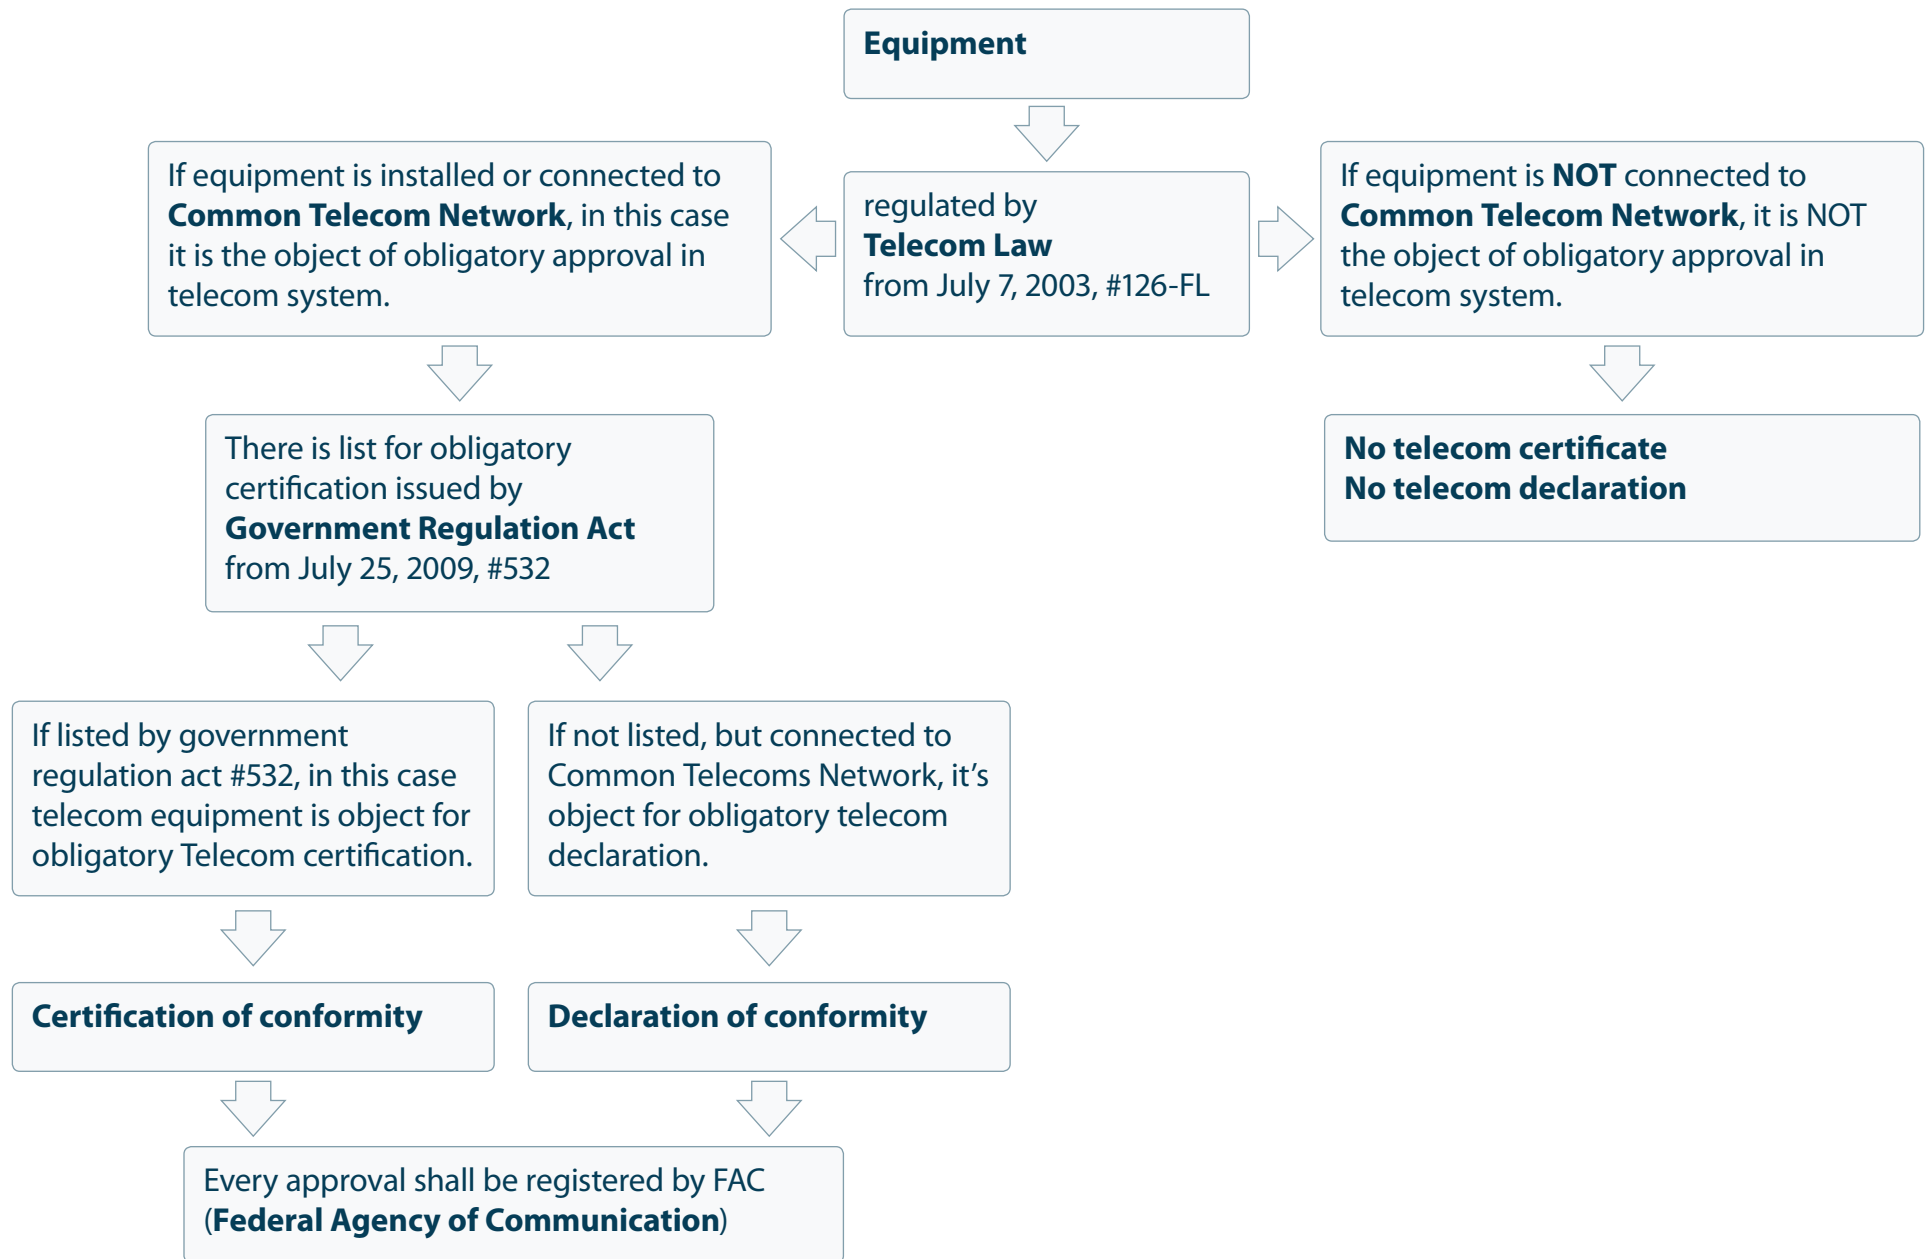 Equipment
If equipment is installed or connected to
Common Telecom Network, in this case
it is the object of obligatory approval in
telecom system.
regulated by
Telecom Law
from July 7, 2003, #126-FL
If equipment is NOT connected to
Common Telecom Network, it is NOT
the object of obligatory approval in
telecom system.
There is list for obligatory
certification issued by
Government Regulation Act
from July 25, 2009, #532
No telecom certificate
No telecom declaration
If listed by government
regulation act #532, in this case
telecom equipment is object for
obligatory Telecom certification.
If not listed, but connected to
Common Telecoms Network, it’s
object for obligatory telecom
declaration.
Certification of conformity
Declaration of conformity
Every approval shall be registered by FAC
(Federal Agency of Communication)